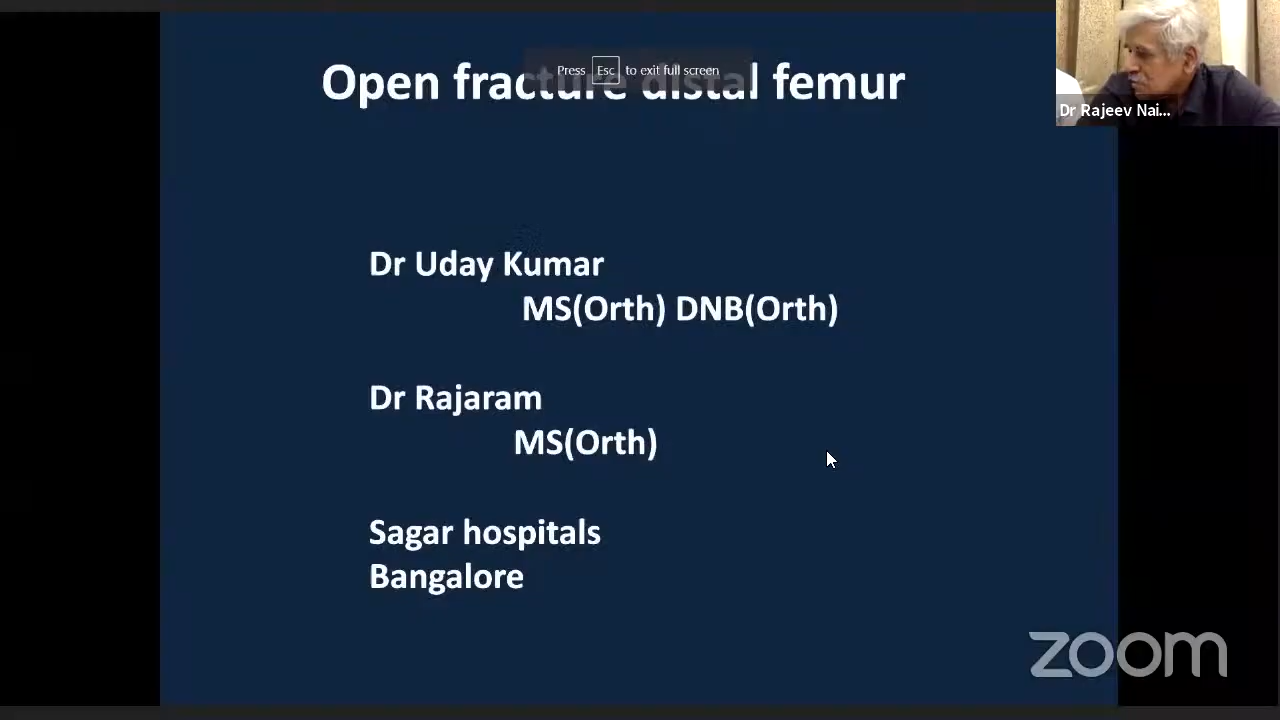 Press Esc to exit full screen
Open fracture distal femur
Dr Rajeev Nai...
Dr Uday Kumar
MS(Orth) DNB(Orth)
Dr Rajaram
MS(Orth)
Sagar hospitals
Bangalore
zoom